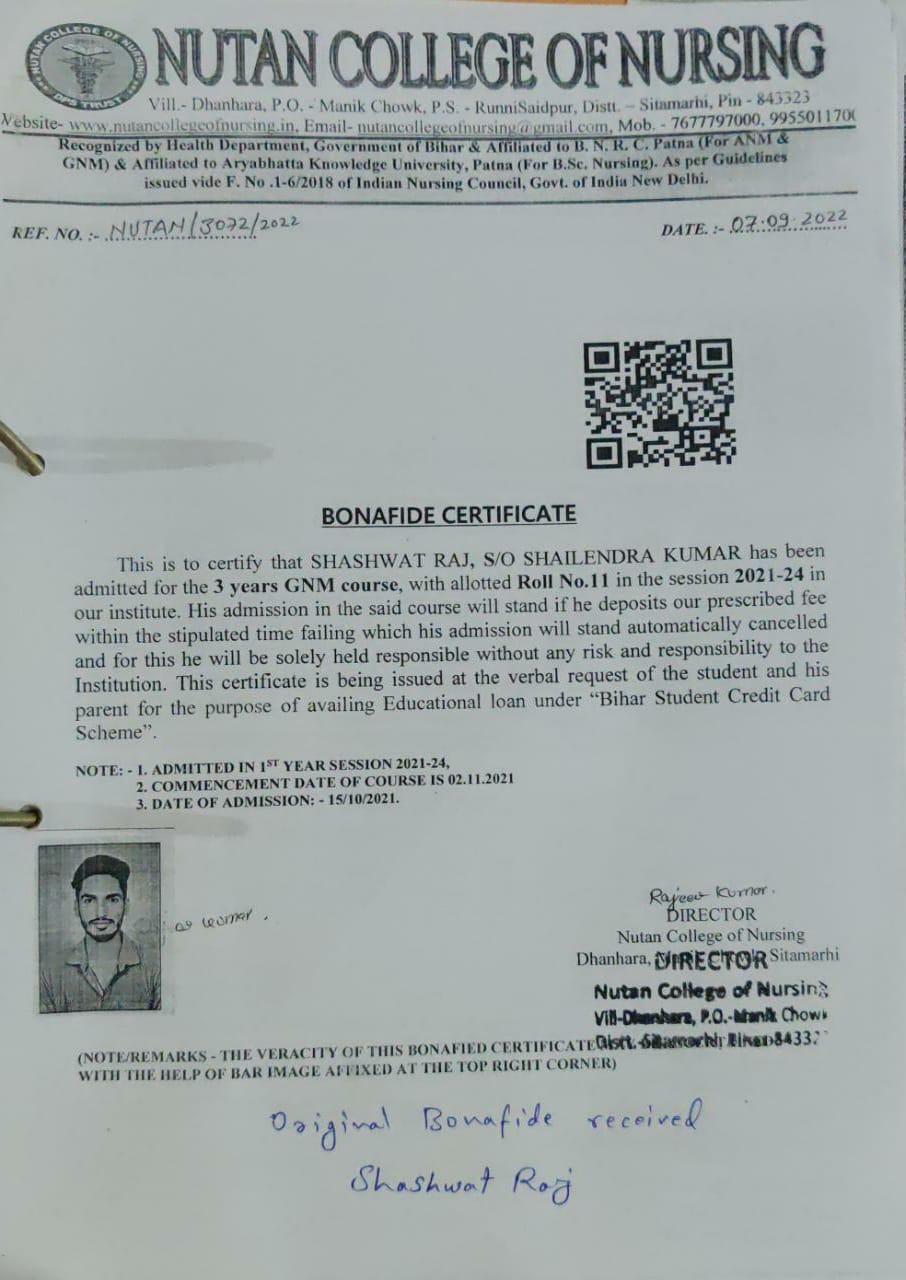 NUTAN COLLEGE OF NURSING
NUTAN COLLEGE OF NURSING
DPS TRUST
Vill.- Dhanhara, P.O. - Manik Chowk, P.S. - RunniSaidpur, Distt. – Sitamarhi, Pin - 843323
Website- www.nutancollegeofnursing.in, Email- nutancollegeofnursing@gmail.com, Mob. - 7677797000, 995501170
Recognized by Health Department, Government of Bihar & Affiliated to B. N. R. C. Patna (For ANM &
GNM) & Affiliated to Aryabhatta Knowledge University, Patna (For B.Sc. Nursing). As per Guidelines
issued vide F. No .1-6/2018 of Indian Nursing Council, Govt. of India New Delhi.
REF. NO. :- NUTAN/3072/2022
DATE. :- 07.09.2022
BONAFIDE CERTIFICATE
This is to certify that SHASHWAT RAJ, S/O SHAILENDRA KUMAR has been
admitted for the 3 years GNM course, with allotted Roll No.11 in the session 2021-24 in
our institute. His admission in the said course will stand if he deposits our prescribed fee
within the stipulated time failing which his admission will stand automatically cancelled
and for this he will be solely held responsible without any risk and responsibility to the
Institution. This certificate is being issued at the verbal request of the student and his
parent for the purpose of availing Educational loan under “Bihar Student Credit Card
Scheme”.
NOTE: - 1. ADMITTED IN 1ST YEAR SESSION 2021-24,
2. COMMENCEMENT DATE OF COURSE IS 02.11.2021
3. DATE OF ADMISSION: - 15/10/2021.
Kumar.
Rajeev Kumar.
DIRECTOR
Nutan College of Nursing
Dhanhara, Sitamarhi
DIRECTOR
Nutan College of Nursing
Vill-Dhanhara, P.O.-Manik Chowk
Distt.-Sitamarhi, Bihar-84332
(NOTE/REMARKS - THE VERACITY OF THIS BONAFIED CERTIFICATE
WITH THE HELP OF BAR IMAGE AFFIXED AT THE TOP RIGHT CORNER)
Original Bonafide received
Shashwat Raj